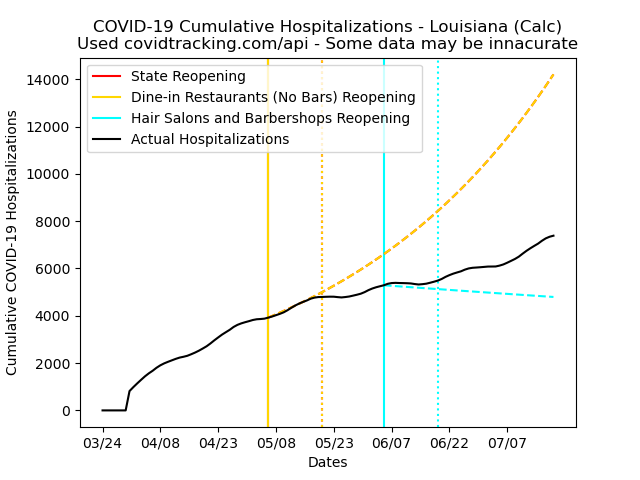 COVID-19 Cumulative Hospitalizations - Louisiana (Calc)
Used covidtracking.com/api - Some data may be innacurate
State Reopening
Dine-in Restaurants (No Bars) Reopening
Hair Salons and Barbershops Reopening
Actual Hospitalizations
Cumulative COVID-19 Hospitalizations
14000
12000
10000
8000
6000
4000
2000
0
03/24 04/08 04/23 05/08 05/23 06/07 06/22 07/07
Dates